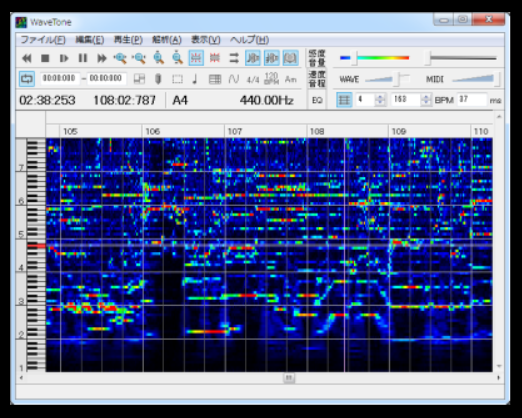 WaveTone
ファイル(F) 編集(E) 再生(P) 解析(A) 表示(V) ヘルプ(H)
感度
音量
00:00:000 - 00:00:000 4/4 120 BPM Am 速度 音程 WAVE MIDI
02:38:253 108:02:787 A4 440.00Hz EQ 4 163 BPM 37 ms
105 106 107 108 109 110
7
6
5
4
3
2
1